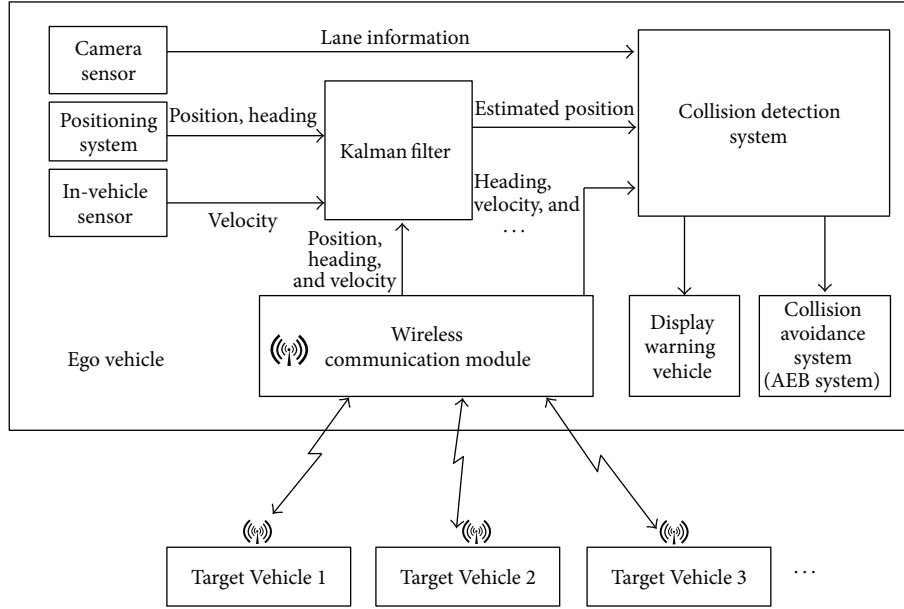 Camera
sensor
Lane information
Positioning
system
Position, heading
Kalman filter
Estimated position
Collision detection
system
In-vehicle
sensor
Velocity
Heading,
velocity, and
...
Position,
heading,
and velocity
Ego vehicle
Wireless
communication module
Display
warning
vehicle
Collision
avoidance
system
(AEB system)
Target Vehicle 1
Target Vehicle 2
Target Vehicle 3
...